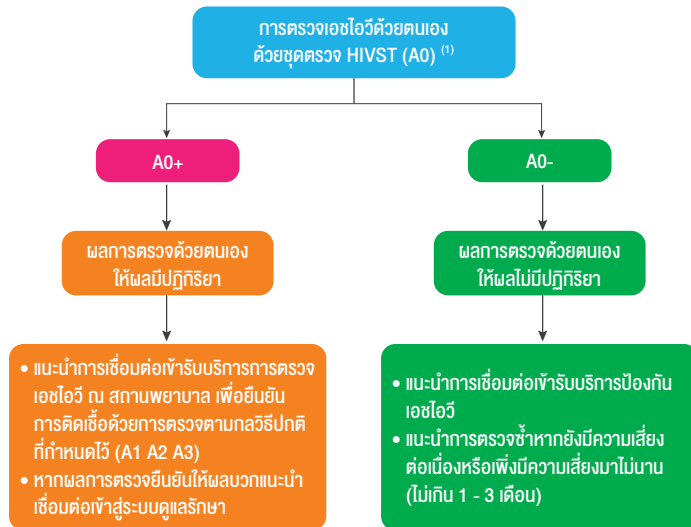 การตรวจเอชไอวีด้วยตนเอง
ด้วยชุดตรวจ HIVST (A0) (1)
A0+
A0-
ผลการตรวจด้วยตนเอง
ให้ผลมีปฏิกิริยา
ผลการตรวจด้วยตนเอง
ให้ผลไม่มีปฏิกิริยา
• แนะนำการเชื่อมต่อเข้ารับบริการการตรวจ
เอชไอวี ณ สถานพยาบาล เพื่อยืนยัน
การติดเชื้อด้วยการตรวจตามกลวิธีปกติ
ที่กำหนดไว้ (A1 A2 A3)
• หากผลการตรวจยืนยันให้ผลบวกแนะนำ
เชื่อมต่อเข้าสู่ระบบดูแลรักษา
• แนะนำการเชื่อมต่อเข้ารับบริการป้องกัน
เอชไอวี
• แนะนำการตรวจซ้ำหากยังมีความเสี่ยง
ต่อเนื่องหรือเพิ่งมีความเสี่ยงมาไม่นาน
(ไม่เกิน 1 - 3 เดือน)